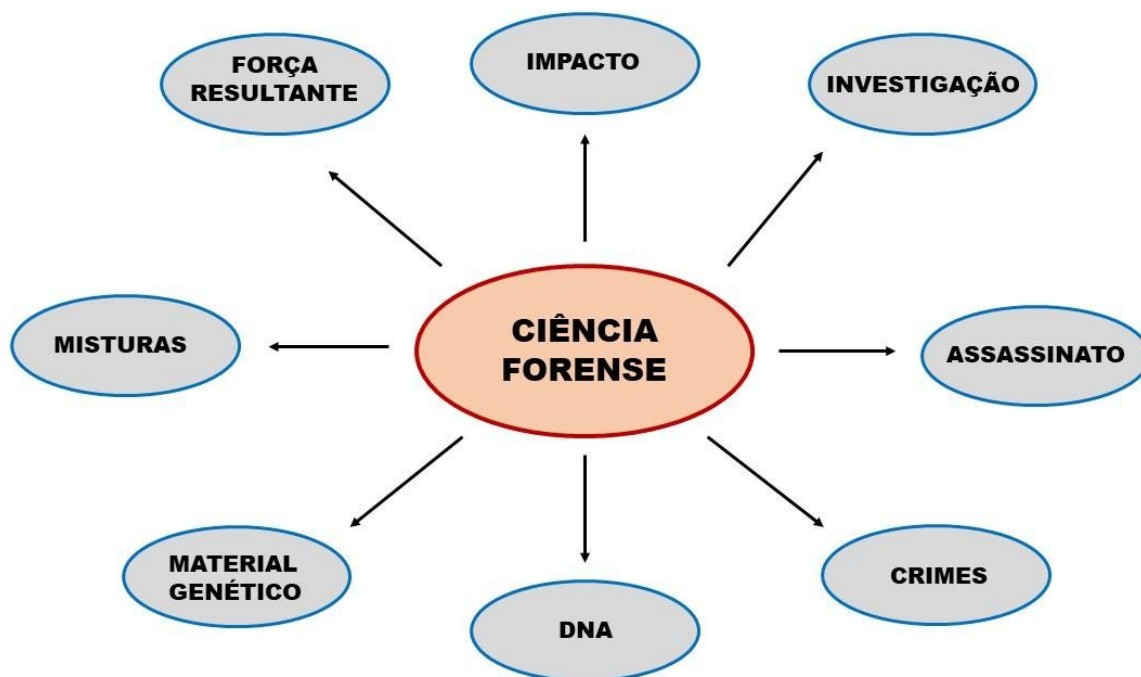 FORÇA
RESULTANTE
IMPACTO
INVESTIGAÇÃO
MISTURAS
CIÊNCIA
FORENSE
ASSASSINATO
MATERIAL
GENÉTICO
DNA
CRIMES